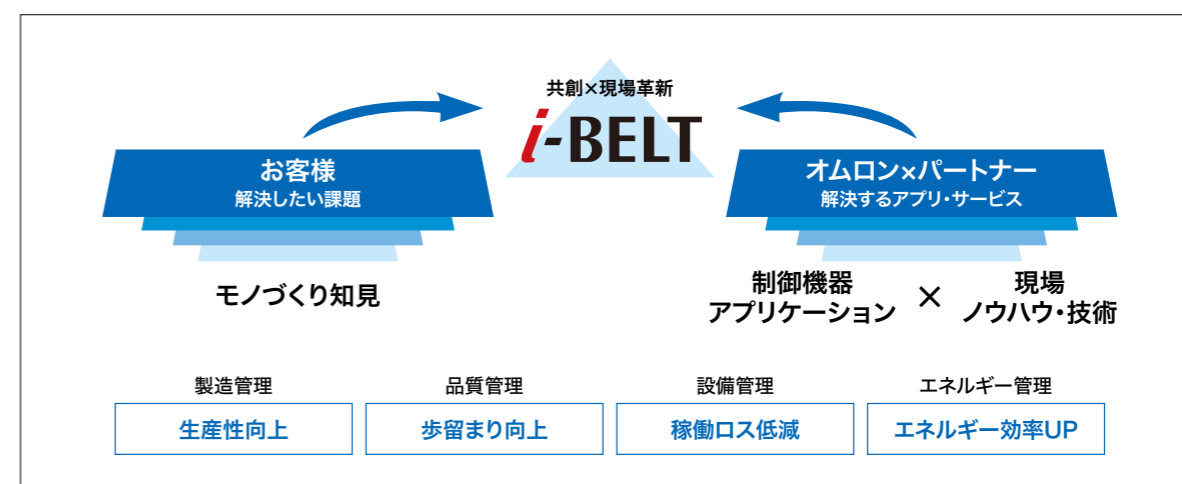 共創×現場革新
i-BELT
お客様
解決したい課題
オムロン×パートナー
解決するアプリ・サービス
モノづくり知見
制御機器
アプリケーション
×
現場
ノウハウ・技術
製造管理
生産性向上
品質管理
歩留まり向上
設備管理
稼働ロス低減
エネルギー管理
エネルギー効率UP